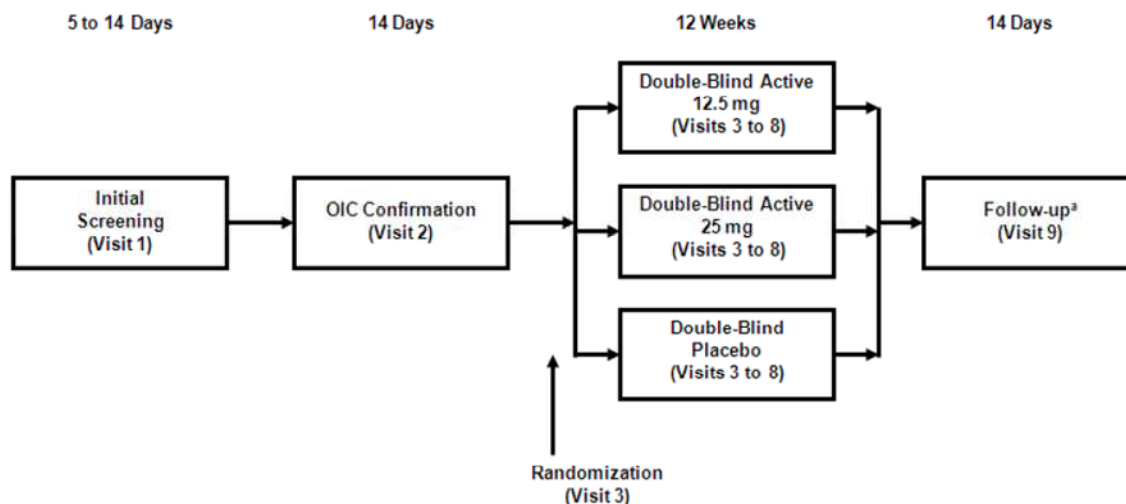 5 to 14 Days
14 Days
12 Weeks
14 Days
Initial
Screening
(Visit 1)
OIC Confirmation
(Visit 2)
Double-Blind Active
12.5 mg
(Visits 3 to 8)
Double-Blind Active
25 mg
(Visits 3 to 8)
Double-Blind
Placebo
(Visits 3 to 8)
Follow-upª
(Visit 9)
Randomization
(Visit 3)